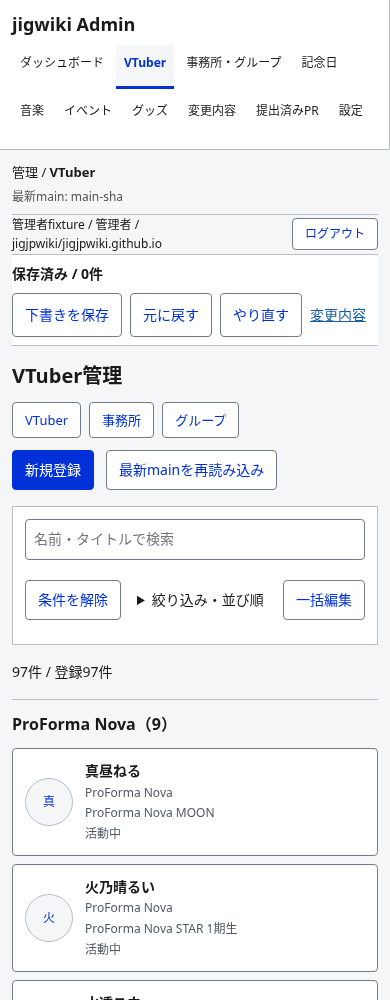 jigwiki Admin
ダッシュボード VTuber 事務所・グループ 記念日
音楽 イベント グッズ 変更内容 提出済みPR 設定
管理 / VTuber
最新main: main-sha
管理者fixture / 管理者 /
jigjpwiki/jigjpwiki.github.io
ログアウト
保存済み / 0件
下書きを保存 元に戻す やり直す 変更内容
VTuber管理
VTuber 事務所 グループ
新規登録 最新mainを再読み込み
名前・タイトルで検索
条件を解除 ▶ 絞り込み・並び順 一括編集
97件 / 登録97件
ProForma Nova（9）
真
真昼ねる
ProForma Nova
ProForma Nova MOON
活動中
火
火乃晴るい
ProForma Nova
ProForma Nova STAR 1期生
活動中